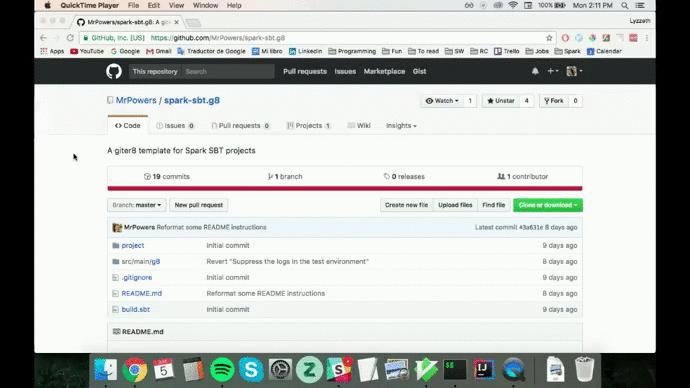 QuickTime Player File Edit View Window Help 100% Mon 2:11 PM
MrPowers/spark-sbt.g8: A git Lyzzeth
GitHub, Inc. [US] https://github.com/MrPowers/spark-sbt.g8
Apps YouTube Google Gmail Traductor de Google Mi libro Linkedin Programming Fun To read SW RC Trello Jobs Spark Calendar
This repository Search Pull requests Issues Marketplace Gist
MrPowers / spark-sbt.g8 Watch 1 Unstar 4 Fork 0
Code Issues 0 Pull requests 0 Projects 1 Wiki Insights
A giter8 template for Spark SBT projects
19 commits 1 branch 0 releases 1 contributor
Branch: master New pull request Create new file Upload files Find file Clone or download
MrPowers Reformat some README instructions Latest commit 43a631e 8 days ago
project Initial commit 9 days ago
src/main/g8 Revert "Suppress the logs in the test environment" 8 days ago
.gitignore Initial commit 9 days ago
README.md Reformat some README instructions 8 days ago
build.sbt Initial commit 9 days ago
README.md
JUN
5